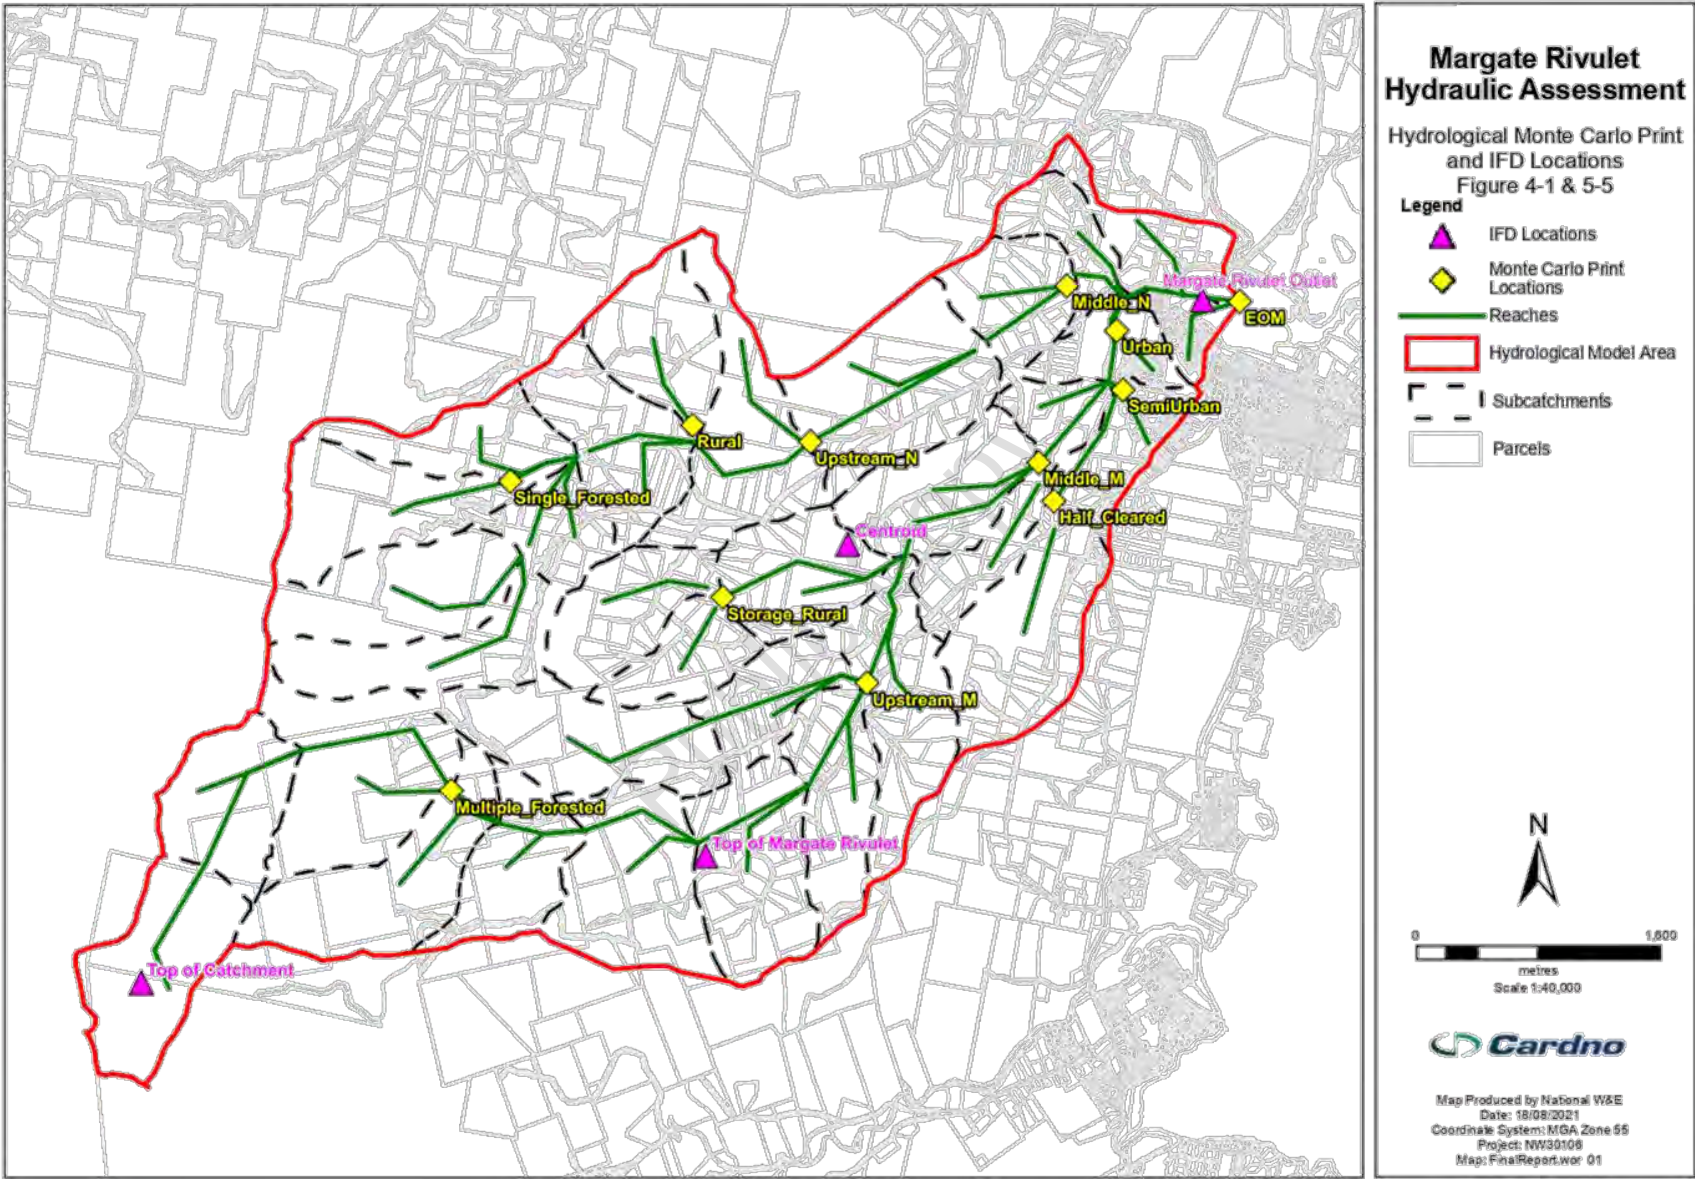 Margate Rivulet
Hydraulic Assessment
Hydrological Monte Carlo Print
and IFD Locations
Figure 4-1 & 5-5
Legend
IFD Locations
Monte Carlo Print
Locations
Reaches
Hydrological Model Area
Subcatchments
Parcels
Margate Rivulet Outlet
Middle_N
EOM
Urban
SemiUrban
Rural
Upstream_N
Middle_M
Single_Forested
Half_Cleared
Centroid
Storage_Rural
Upstream_M
Multiple_Forested
Top of Margate Rivulet
Top of Catchment
N
0 1,600
metres
Scale 1:40,000
Cardno
Map Produced by National W&E
Date: 18/08/2021
Coordinate System: MGA Zone 55
Project: NW30106
Map: FinalReport.wor 01